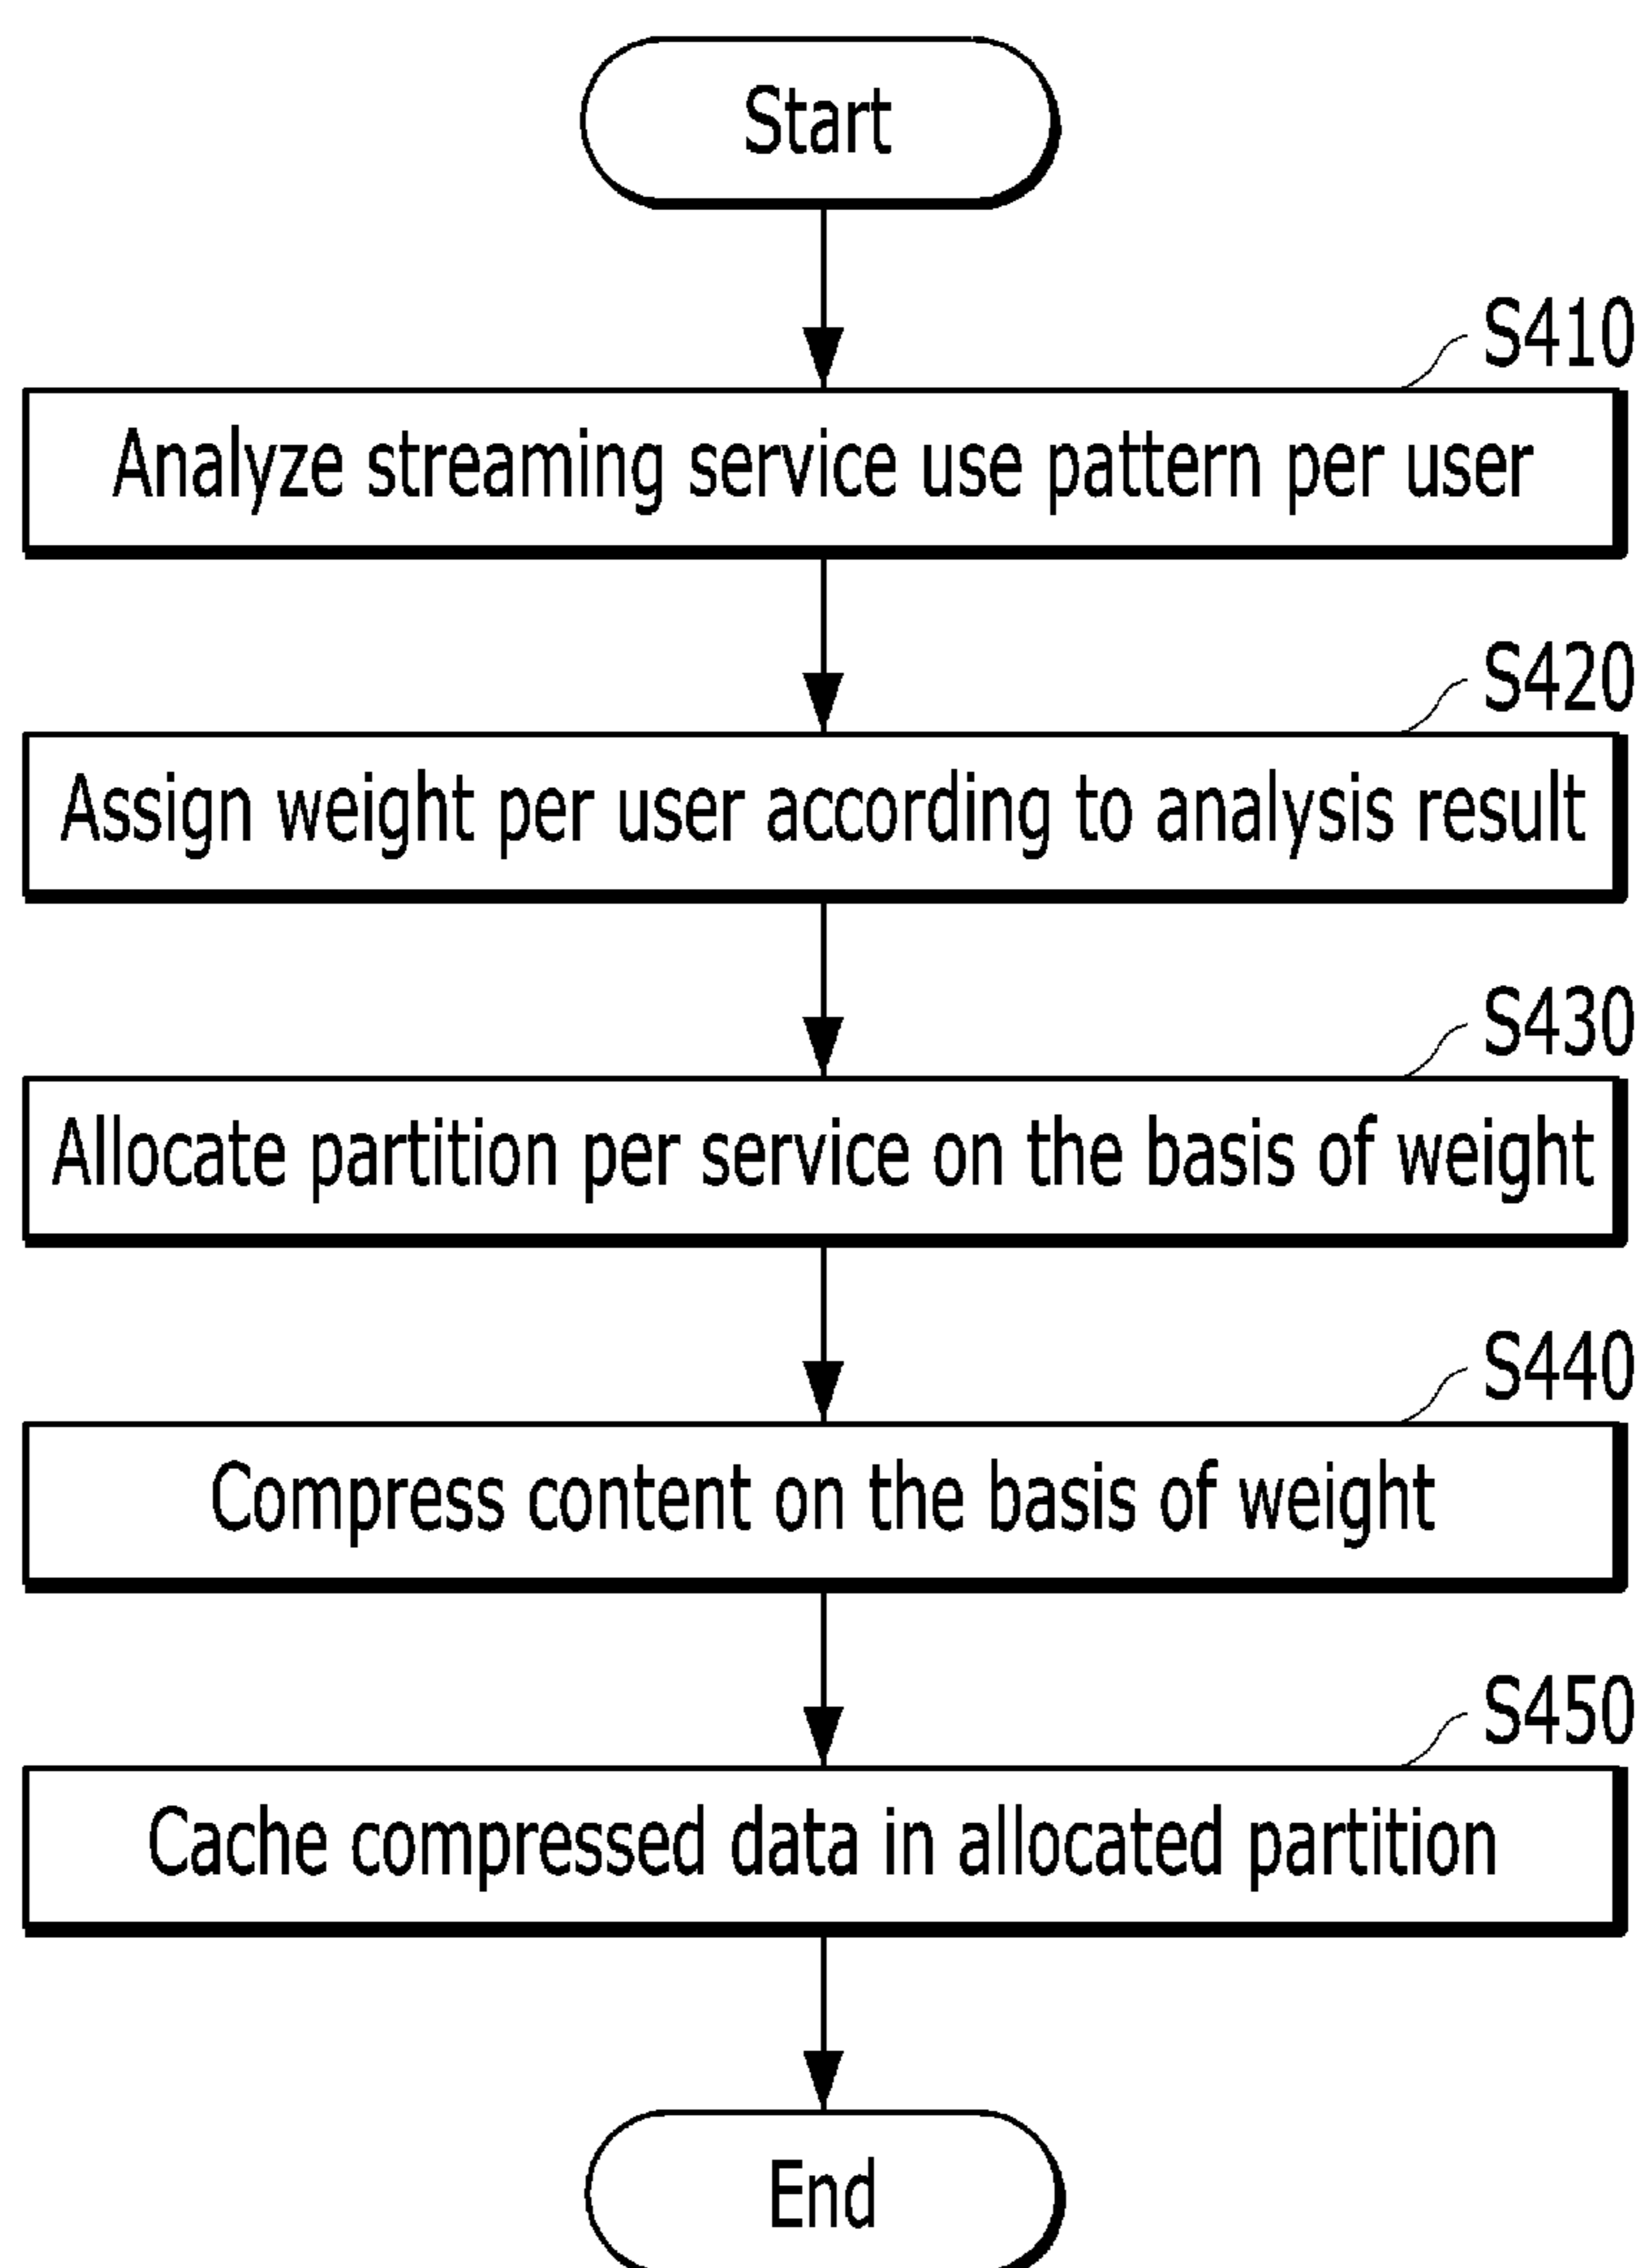 Start
S410
Analyze streaming service use pattern per user
S420
Assign weight per user according to analysis result
S430
Allocate partition per service on the basis of weight
S440
Compress content on the basis of weight
S450
Cache compressed data in allocated partition
End